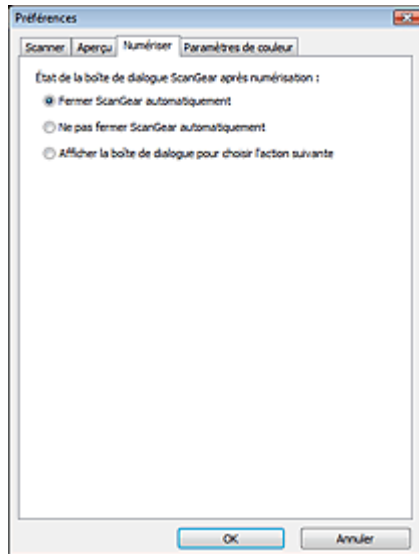 Préférences
Scanner Aperçu Numériser Paramètres de couleur
État de la boîte de dialogue ScanGear après numérisation :
Fermer ScanGear automatiquement
Ne pas fermer ScanGear automatiquement
Afficher la boîte de dialogue pour choisir l'action suivante
OK Annuler